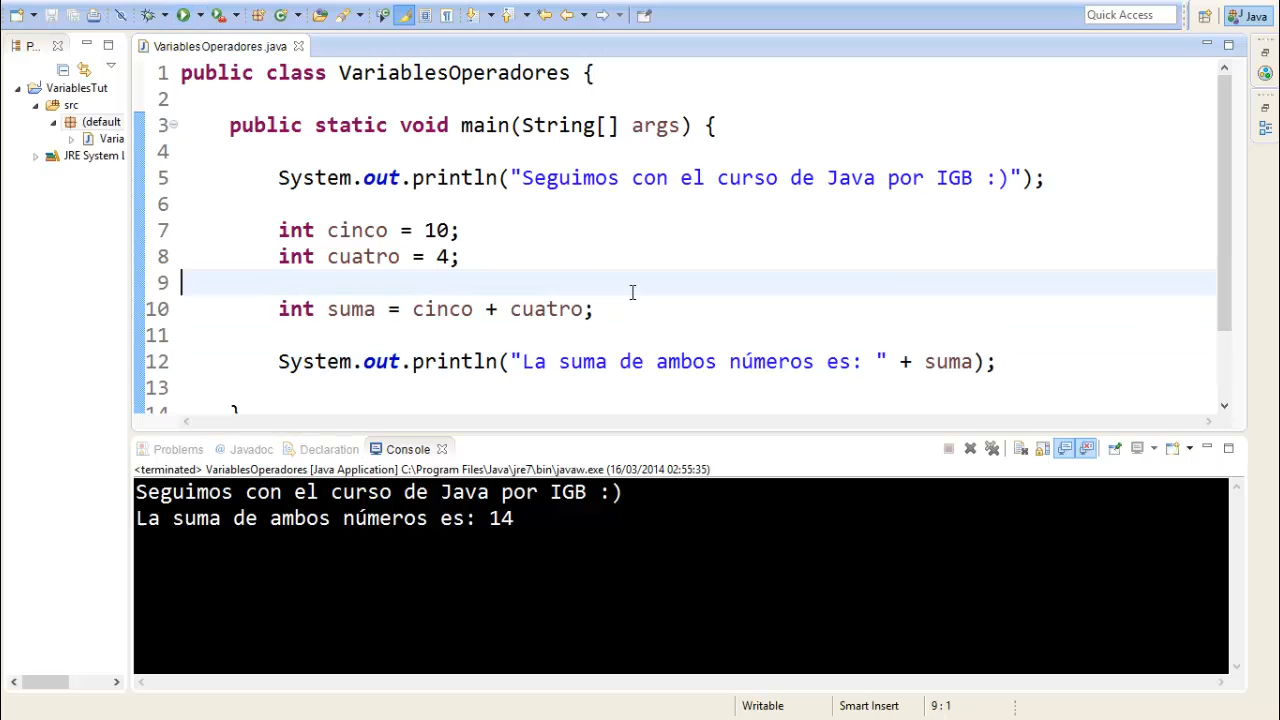 Quick Access
Java
P...
VariablesOperadores.java
VariablesTut
src
(default
Varia
JRE System L
1 public class VariablesOperadores {
2
3 public static void main(String[] args) {
4
5 System.out.println("Seguimos con el curso de Java por IGB :)");
6
7 int cinco = 10;
8 int cuatro = 4;
9
10 int suma = cinco + cuatro;
11
12 System.out.println("La suma de ambos números es: " + suma);
13
14 }
Problems @ Javadoc Declaration Console
<terminated> VariablesOperadores [Java Application] C:\Program Files\Java\jre7\bin\javaw.exe (16/03/2014 02:55:35)
Seguimos con el curso de Java por IGB :)
La suma de ambos números es: 14
Writable Smart Insert 9 : 1